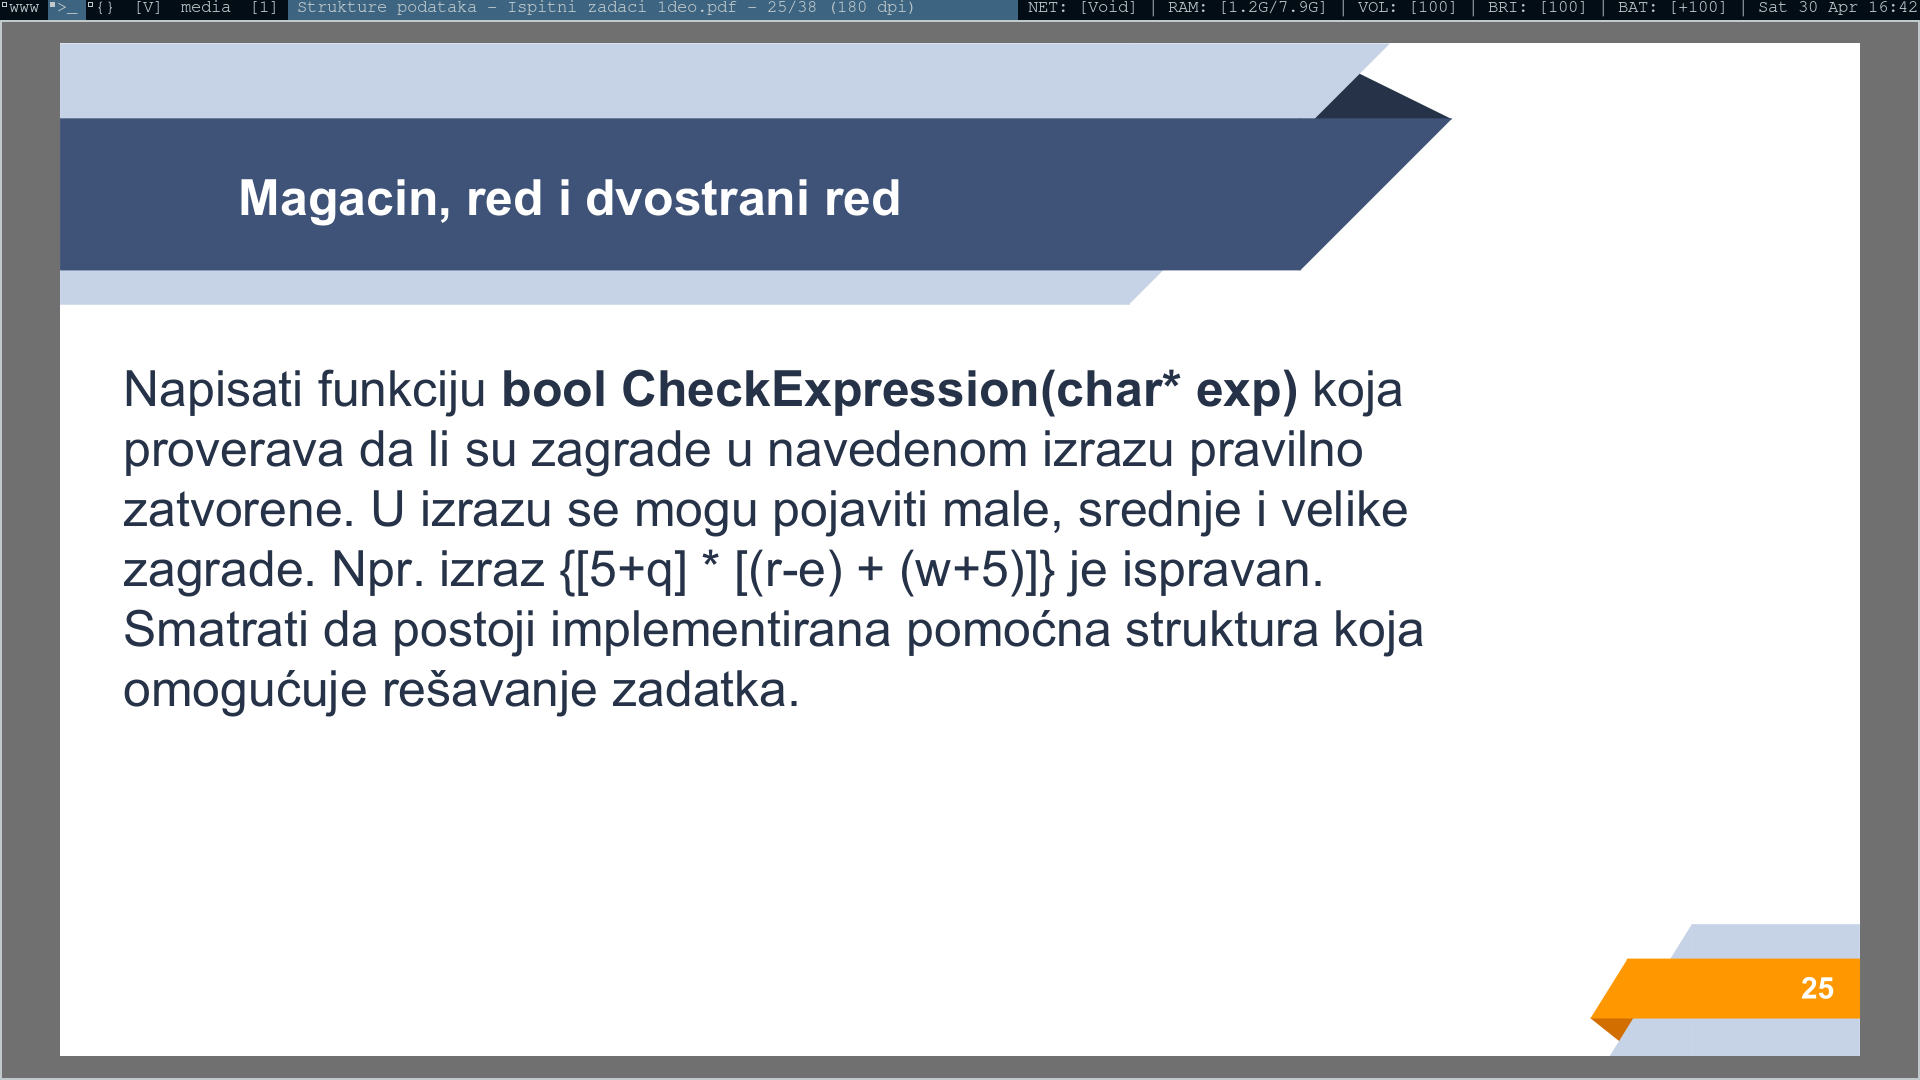 www >_ {} [V] media [1] Strukture podataka - Ispitni zadaci 1deo.pdf - 25/38 (180 dpi) NET: [Void] | RAM: [1.2G/7.9G] | VOL: [100] | BRI: [100] | BAT: [+100] | Sat 30 Apr 16:42
Magacin, red i dvostrani red
Napisati funkciju bool CheckExpression(char* exp) koja
proverava da li su zagrade u navedenom izrazu pravilno
zatvorene. U izrazu se mogu pojaviti male, srednje i velike
zagrade. Npr. izraz {[5+q] * [(r-e) + (w+5)]} je ispravan.
Smatrati da postoji implementirana pomoćna struktura koja
omogućuje rešavanje zadatka.
25